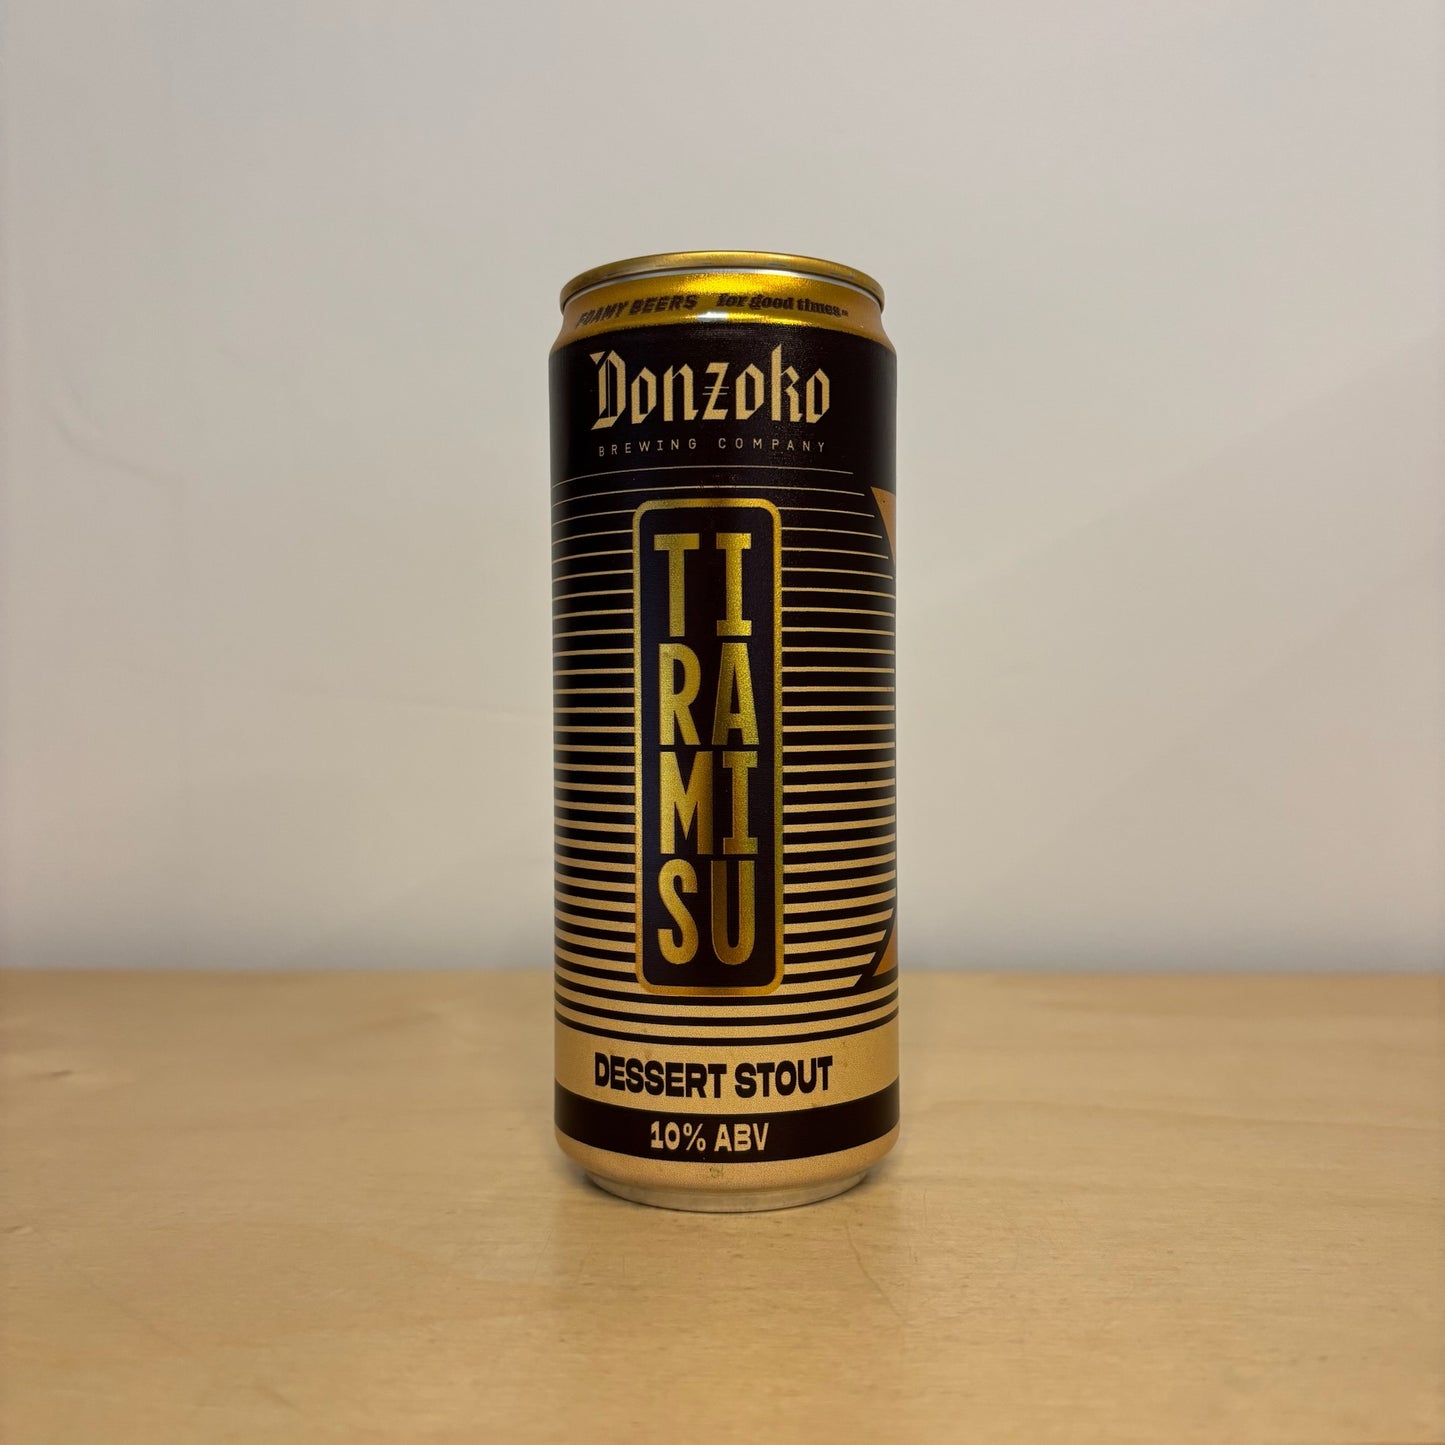 FOAMY BEERS for good times
Donzoko
BREWING COMPANY
TI
RA
MI
SU
DESSERT STOUT
10% ABV